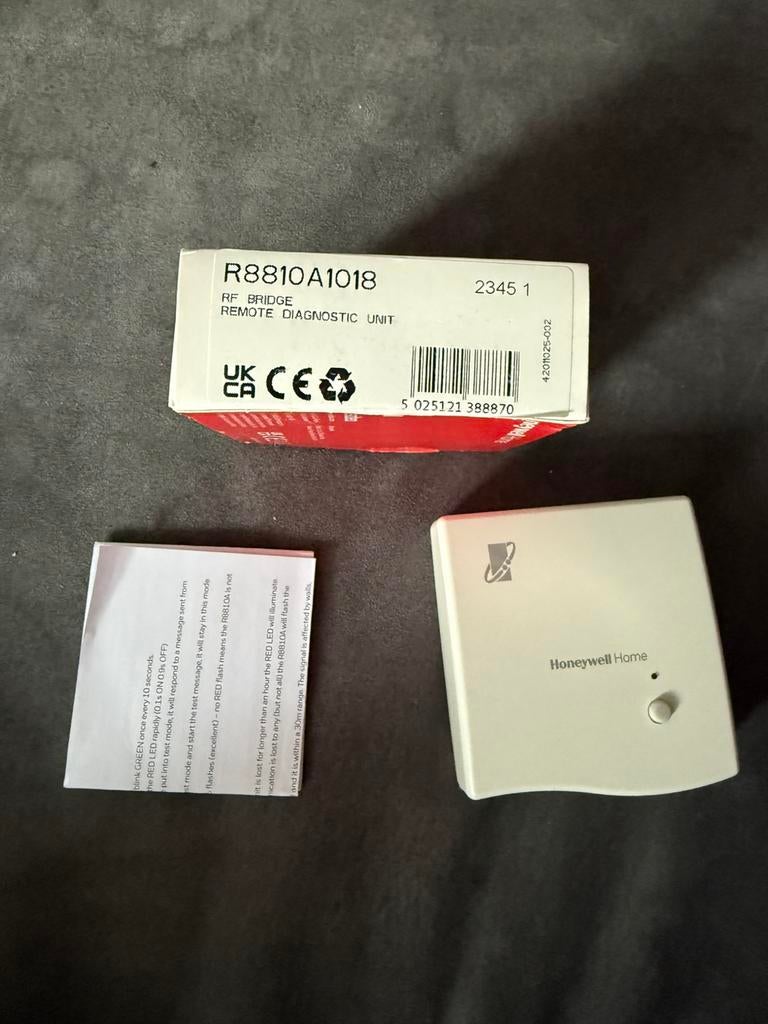 R8810A1018
2345 1
RF BRIDGE
REMOTE DIAGNOSTIC UNIT
42011025-002
UK
CA
CE
5 025121 388870
Honeywell Home
blink GREEN once every 10 seconds.
the RED LED rapidly (0.1s ON 0.9s OFF)
put into test mode, it will respond to a message sent from
st mode and start the test message, it will stay in this mode
flashes (excellent) – no RED flash means the R8810A is not
it is lost for longer than an hour the RED LED will illuminate.
nication is lost to any (but not all) the R8810A will flash the
and it is within a 30m range. The signal is affected by walls,